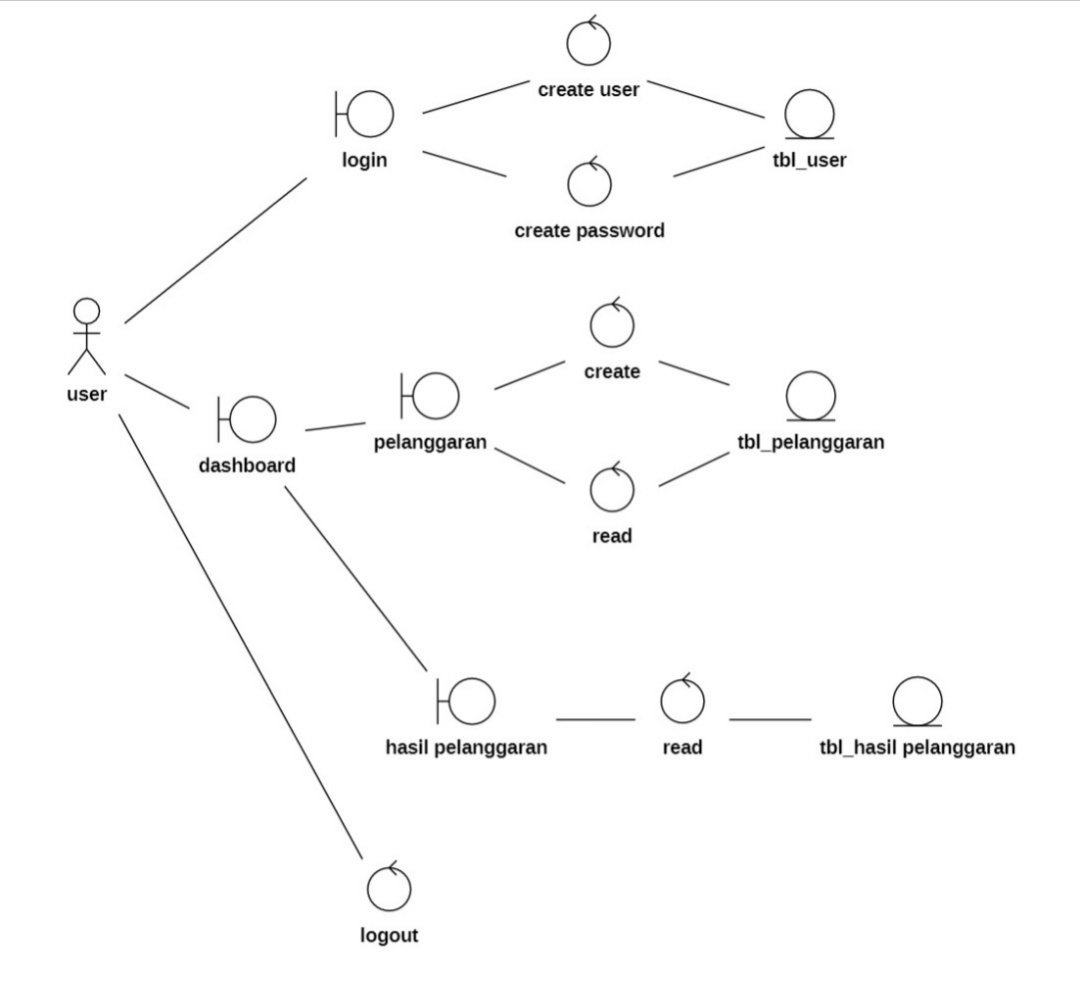 create user
login
tbl_user
create password
user
create
pelanggaran
tbl_pelanggaran
dashboard
read
hasil pelanggaran
read
tbl_hasil pelanggaran
logout